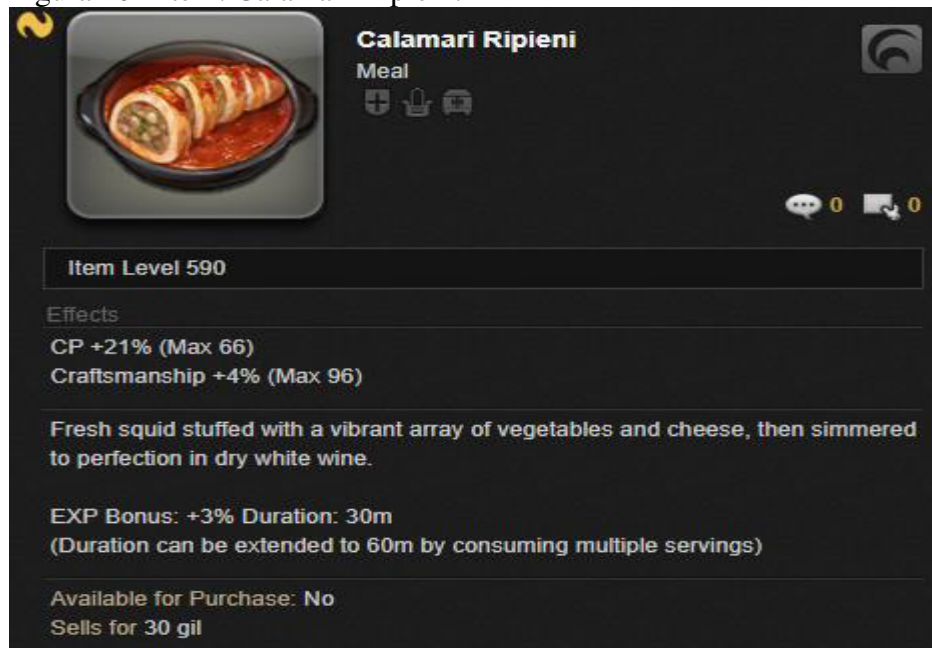 Calamari Ripieni
Meal
0 0
Item Level 590
Effects
CP +21% (Max 66)
Craftsmanship +4% (Max 96)
Fresh squid stuffed with a vibrant array of vegetables and cheese, then simmered
to perfection in dry white wine.
EXP Bonus: +3% Duration: 30m
(Duration can be extended to 60m by consuming multiple servings)
Available for Purchase: No
Sells for 30 gil